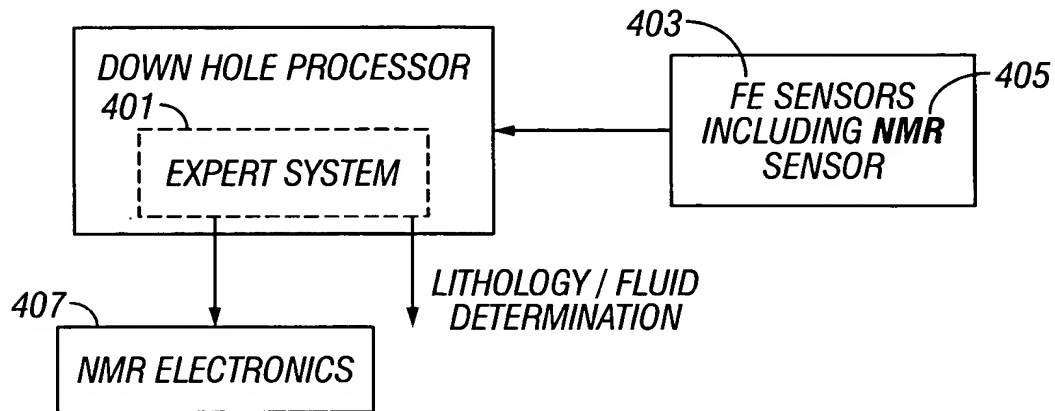 DOWN HOLE PROCESSOR
401
EXPERT SYSTEM
403
405
FE SENSORS
INCLUDING NMR
SENSOR
LITHOLOGY / FLUID
DETERMINATION
407
NMR ELECTRONICS